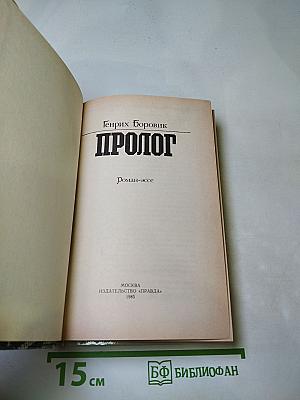 Генрих Боровик
ПРОЛОГ
Роман-эссе
МОСКВА
ИЗДАТЕЛЬСТВО «ПРАВДА»
1985
15 см
БФ БИБЛИОФАН